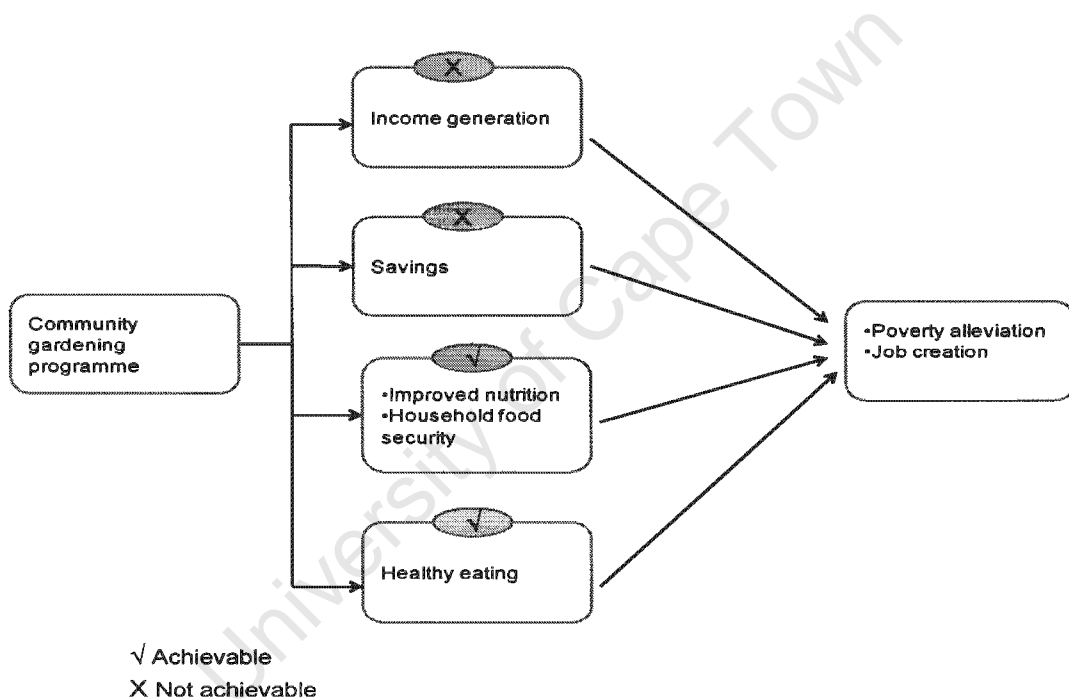 X
Income generation
X
Savings
Community
gardening
programme
√
•Improved nutrition
•Household food
security
√
Healthy eating
•Poverty alleviation
•Job creation
√ Achievable
X Not achievable
University of Cape Town